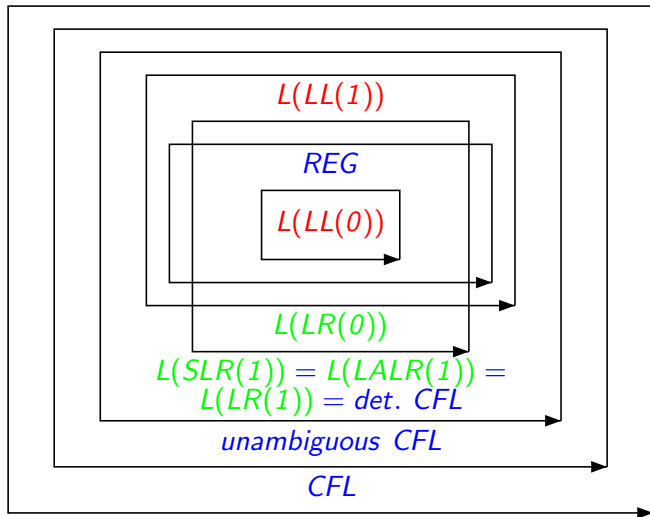 L(LL(1))
REG
L(LL(0))
L(LR(0))
L(SLR(1)) = L(LALR(1)) =
L(LR(1)) = det. CFL
unambiguous CFL
CFL